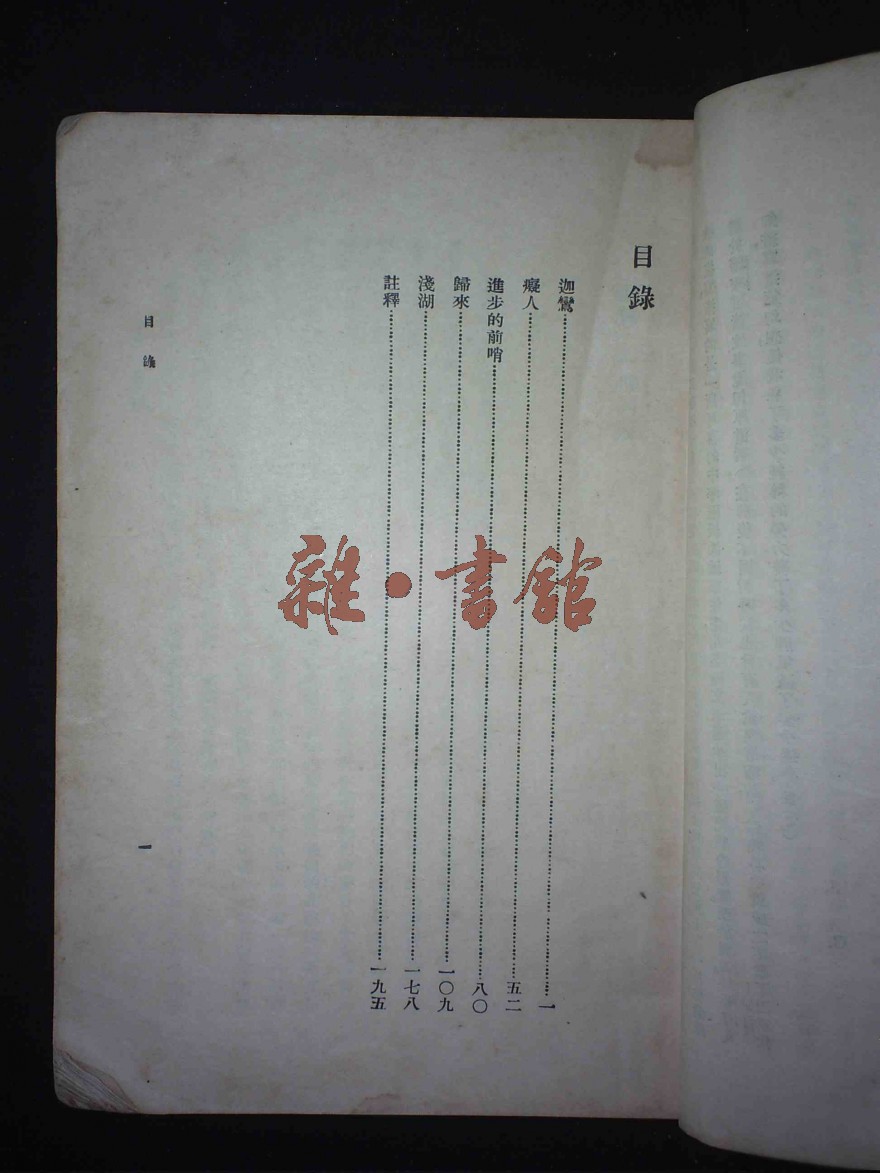 目錄
迦鸞……一
癡人……五二
進步的前哨……八〇
歸來……一〇九
淺湖……一七八
註釋……一九五
目錄
一
雜·書館